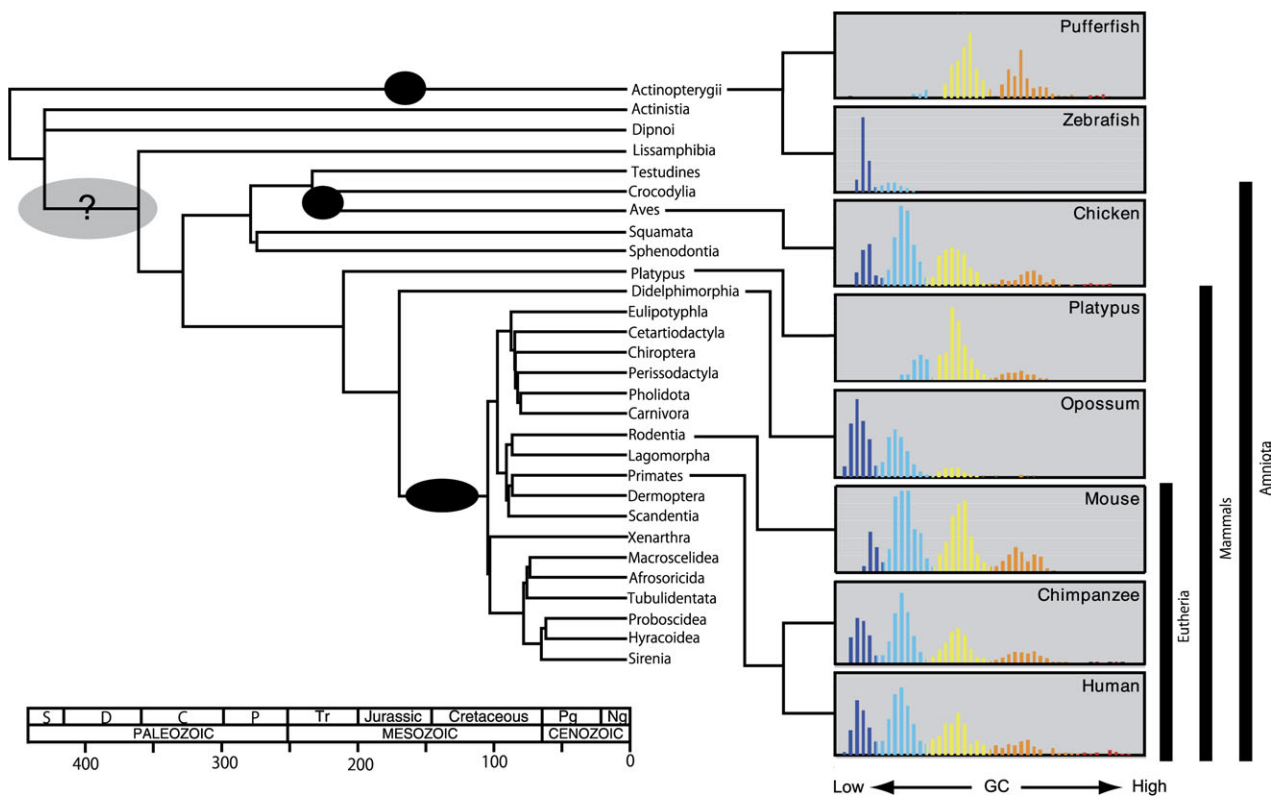 Actinopterygii
Actinistia
Dipnoi
Lissamphibia
Testudines
Crocodylia
Aves
Squamata
Sphenodontia
Platypus
Didelphimorphia
Eulipotyphla
Cetartiodactyla
Chiroptera
Perissodactyla
Pholidota
Carnivora
Rodentia
Lagomorpha
Primates
Dermoptera
Scandentia
Xenarthra
Macroscelidea
Afrosoricida
Tubulidentata
Proboscidea
Hyracoidea
Sirenia
?
S D C P Tr Jurassic Cretaceous Pg Ng
PALEOZOIC MESOZOIC CENOZOIC
400 300 200 100 0
Pufferfish
Zebrafish
Chicken
Platypus
Opossum
Mouse
Chimpanzee
Human
Low GC High
Eutheria
Mammals
Amniota